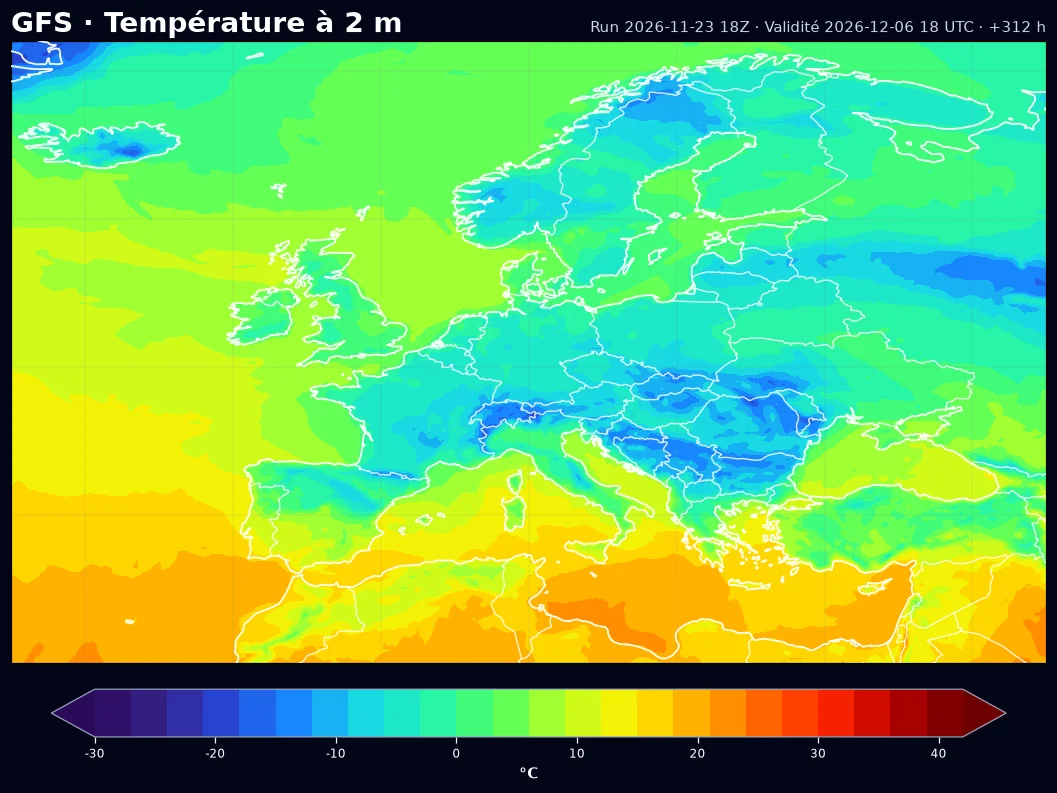 GFS · Température à 2 m
Run 2026-11-23 18Z · Validité 2026-12-06 18 UTC · +312 h
-30 -20 -10 0 10 20 30 40
°C